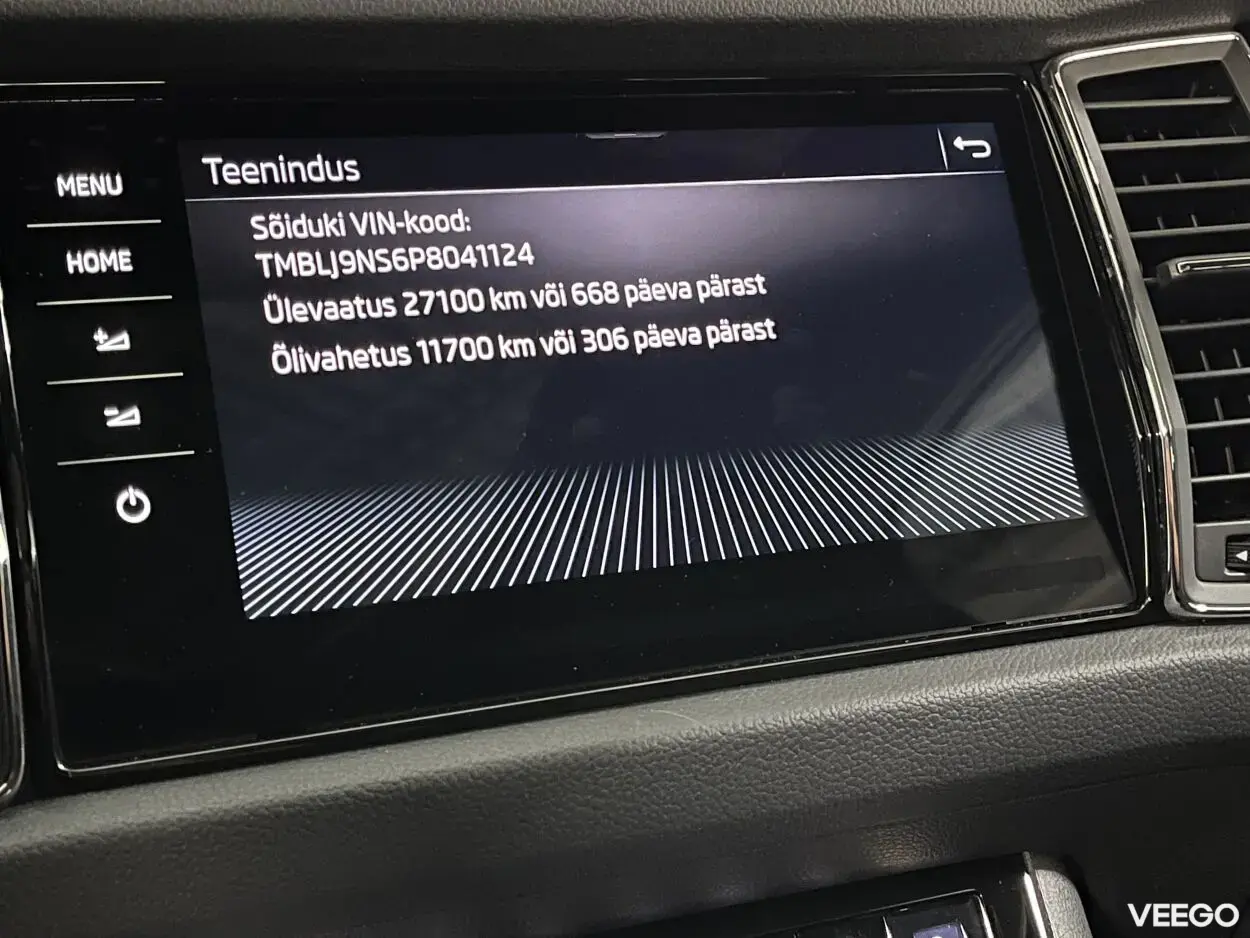 Teenindus
MENU
HOME
Sõiduki VIN-kood:
TMBLJ9NS6P8041124
Ülevaatus 27100 km või 668 päeva pärast
Õlivahetus 11700 km või 306 päeva pärast
VEEGO